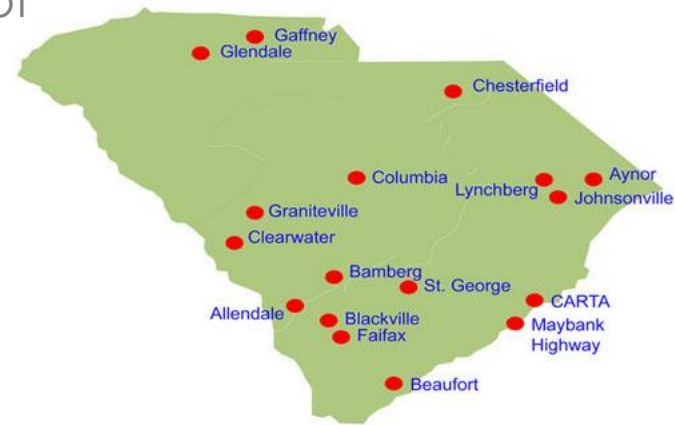 Gaffney
Glendale
Chesterfield
Columbia
Lynchberg
Aynor
Johnsonville
Graniteville
Clearwater
Bamberg
St. George
CARTA
Allendale
Blackville
Maybank
Highway
Faifax
Beaufort